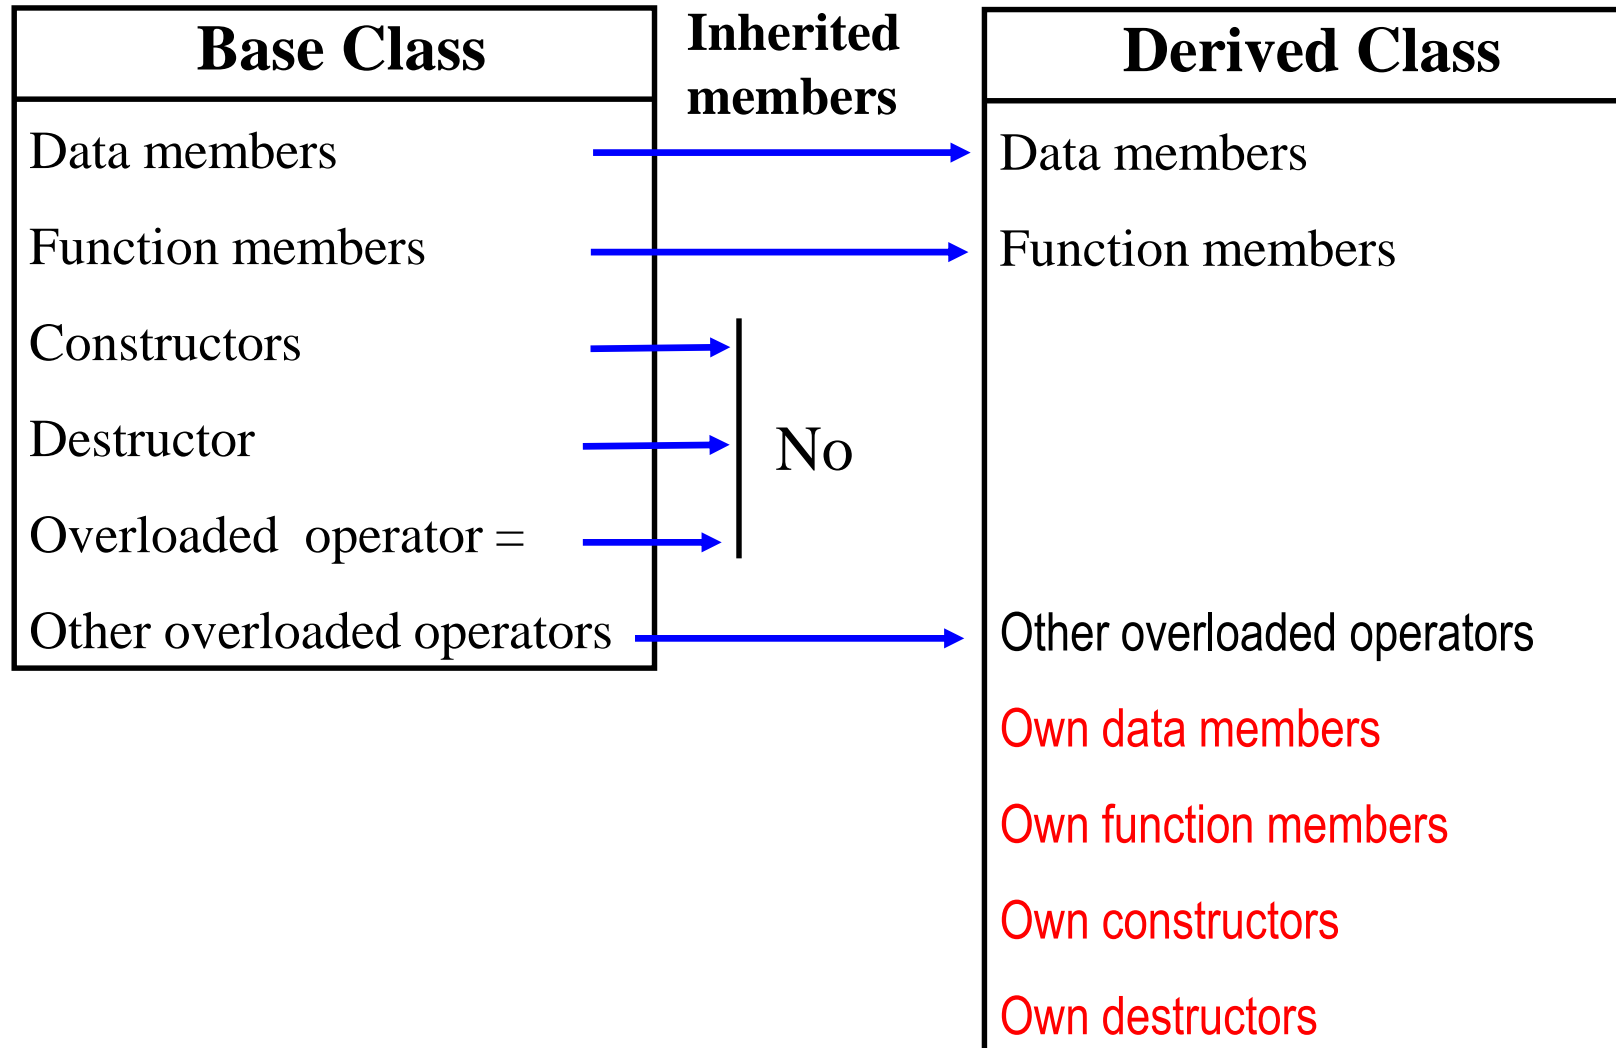 Base Class
Data members
Function members
Constructors
Destructor
Overloaded  operator =
Other overloaded operators
Inherited
members
No
Derived Class
Data members
Function members
Other overloaded operators
Own data members
Own function members
Own constructors
Own destructors